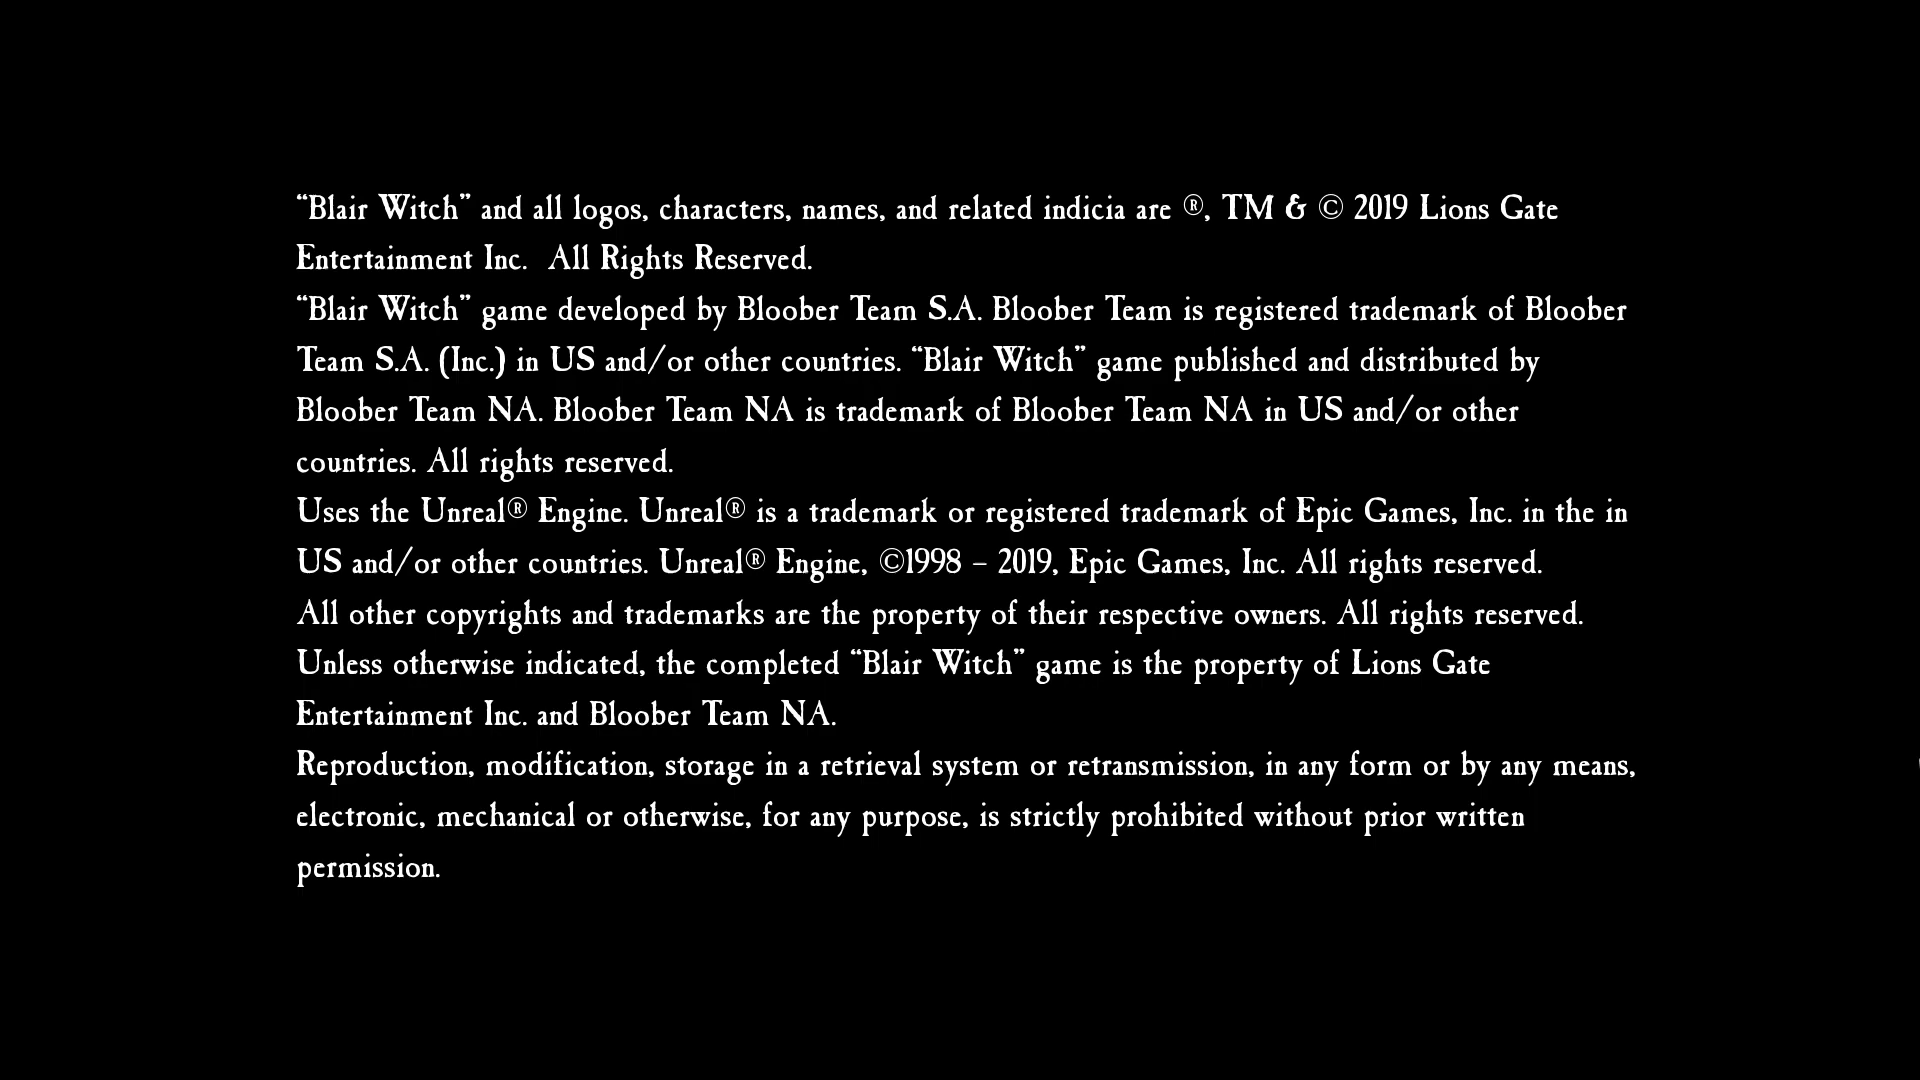 “Blair Witch” and all logos, characters, names, and related indicia are ®, TM & © 2019 Lions Gate
Entertainment Inc.  All Rights Reserved.
“Blair Witch” game developed by Bloober Team S.A. Bloober Team is registered trademark of Bloober
Team S.A. (Inc.) in US and/or other countries. “Blair Witch” game published and distributed by
Bloober Team NA. Bloober Team NA is trademark of Bloober Team NA in US and/or other
countries. All rights reserved.
Uses the Unreal® Engine. Unreal® is a trademark or registered trademark of Epic Games, Inc. in the in
US and/or other countries. Unreal® Engine, ©1998 – 2019, Epic Games, Inc. All rights reserved.
All other copyrights and trademarks are the property of their respective owners. All rights reserved.
Unless otherwise indicated, the completed “Blair Witch” game is the property of Lions Gate
Entertainment Inc. and Bloober Team NA.
Reproduction, modification, storage in a retrieval system or retransmission, in any form or by any means,
electronic, mechanical or otherwise, for any purpose, is strictly prohibited without prior written
permission.